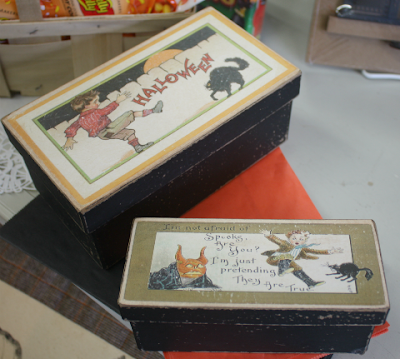 HALLOWEEN
I'm not afraid of
Spooks,
Are
You?
I'm just
pretending
They are True.